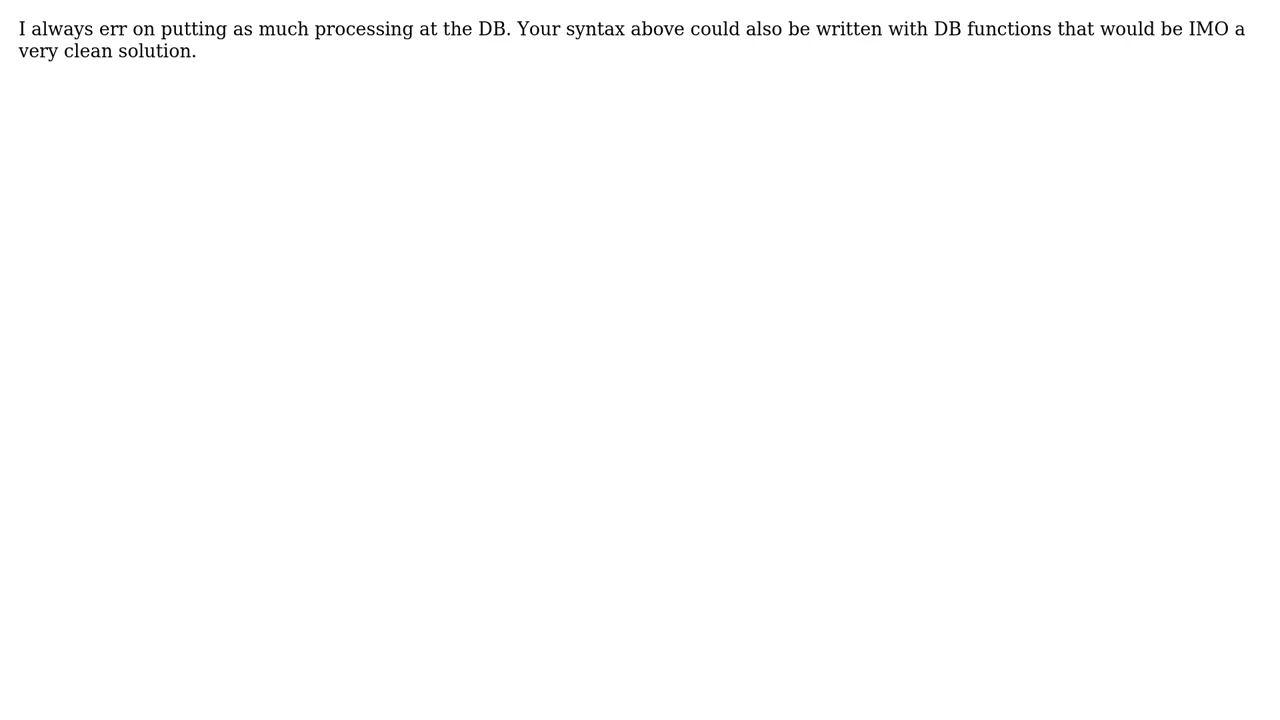 I always err on putting as much processing at the DB. Your syntax above could also be written with DB functions that would be IMO a
very clean solution.